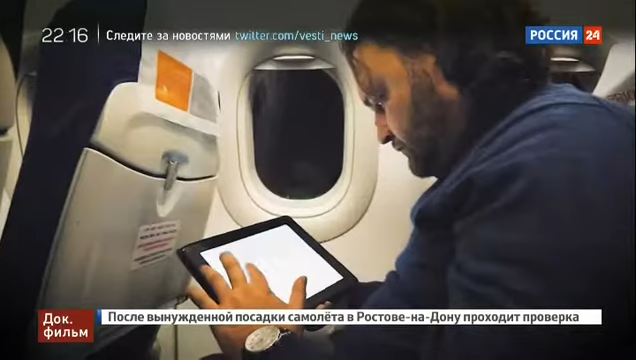 22 16
Следите за новостями twitter.com/vesti_news
РОССИЯ 24
Док.
фильм
После вынужденной посадки самолёта в Ростове-на-Дону проходит проверка